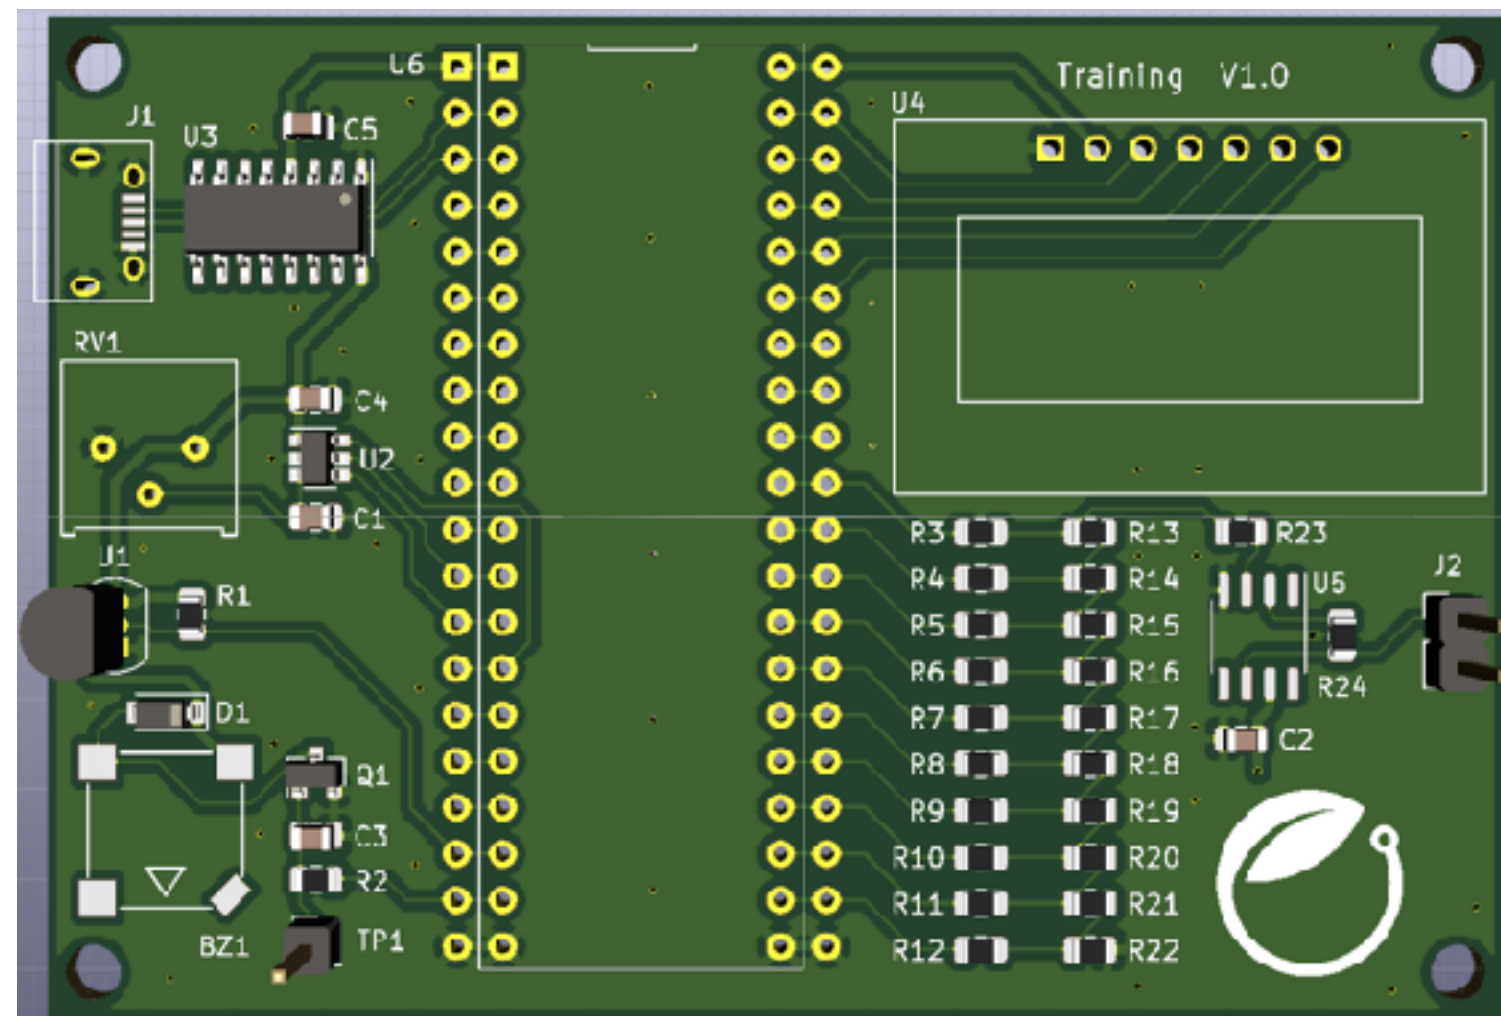 U6
Training V1.0
U4
J1
U3
C5
RV1
C4
U2
C1
R3 R13 R23
U1
J2
R4 R14 U5
R1
R5 R15
R6 R16
R24
D1
R7 R17
C2
Q1
R8 R18
R9 R19
C3
R10 R20
R2
R11 R21
BZ1
TP1
R12 R22